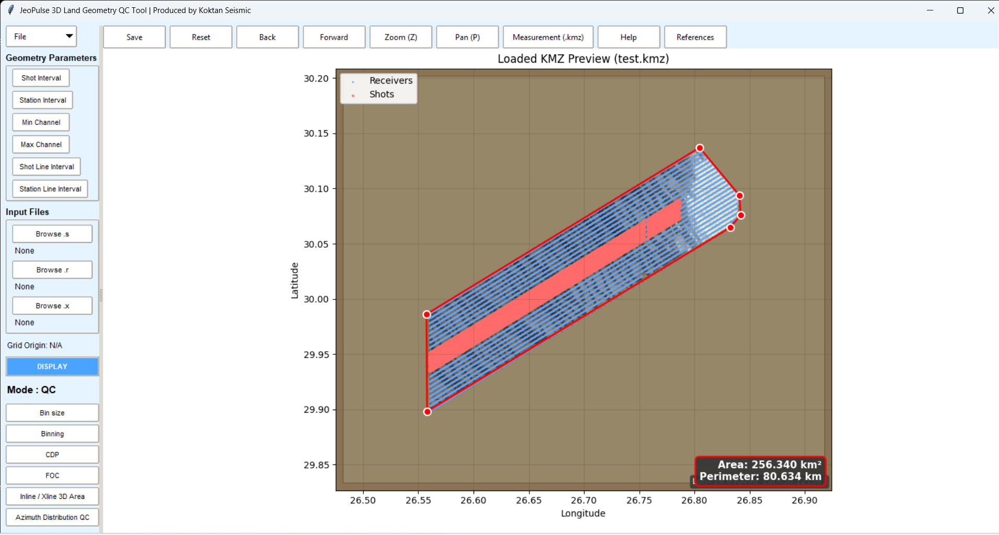 JeoPulse 3D Land Geometry QC Tool | Produced by Koktan Seismic
File
Save
Reset
Back
Forward
Zoom (Z)
Pan (P)
Measurement (.kmz)
Help
References
Geometry Parameters
Shot Interval
Station Interval
Min Channel
Max Channel
Shot Line Interval
Station Line Interval
Input Files
Browse .s
None
Browse .r
None
Browse .x
None
Grid Origin: N/A
DISPLAY
Mode : QC
Bin size
Binning
CDP
FOC
Inline / Xline 3D Area
Azimuth Distribution QC
Loaded KMZ Preview (test.kmz)
Receivers
Shots
30.20
30.15
30.10
30.05
30.00
29.95
29.90
29.85
Latitude
Area: 256.340 km²
Perimeter: 80.634 km
26.50
26.55
26.60
26.65
26.70
26.75
26.80
26.85
26.90
Longitude